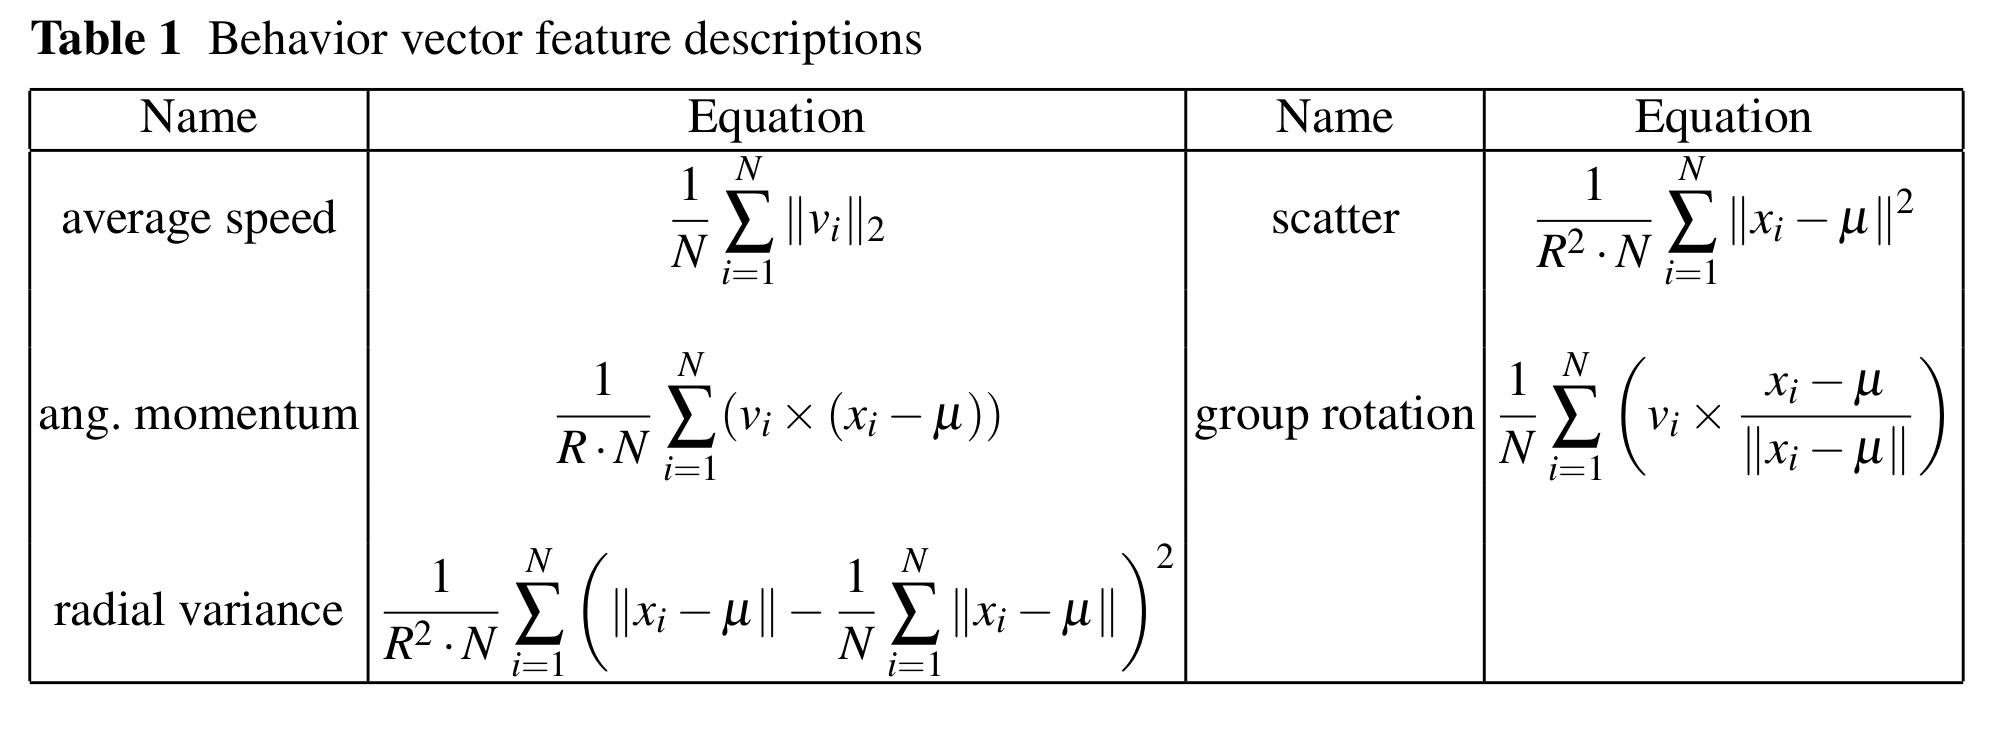 Table 1 Behavior vector feature descriptions
Name Equation Name Equation
average speed $\frac{1}{N}\sum_{i=1}^{N}\|v_i\|_2$ scatter $\frac{1}{R^2 \cdot N}\sum_{i=1}^{N}\|x_i - \mu\|^2$
ang. momentum $\frac{1}{R \cdot N}\sum_{i=1}^{N}(v_i \times (x_i - \mu))$ group rotation $\frac{1}{N}\sum_{i=1}^{N}\left(v_i \times \frac{x_i - \mu}{\|x_i - \mu\|}\right)$
radial variance $\frac{1}{R^2 \cdot N}\sum_{i=1}^{N}\left(\|x_i - \mu\| - \frac{1}{N}\sum_{i=1}^{N}\|x_i - \mu\|\right)^2$